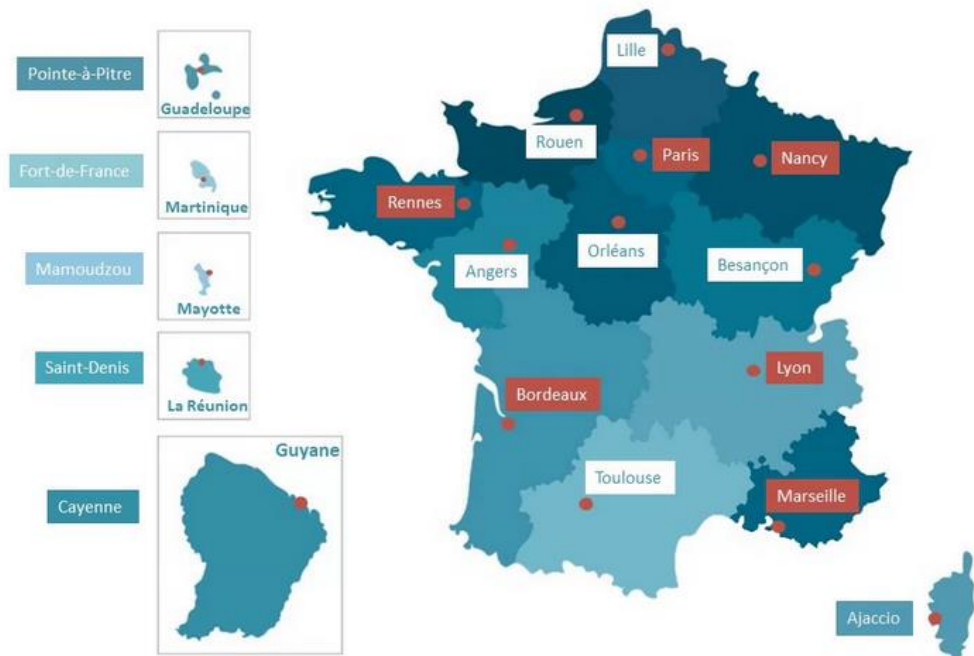 Pointe-à-Pitre
Guadeloupe
Fort-de-France
Martinique
Mamoudzou
Mayotte
Saint-Denis
La Réunion
Cayenne
Guyane
Lille
Rouen
Paris
Nancy
Rennes
Orléans
Angers
Besançon
Lyon
Bordeaux
Toulouse
Marseille
Ajaccio